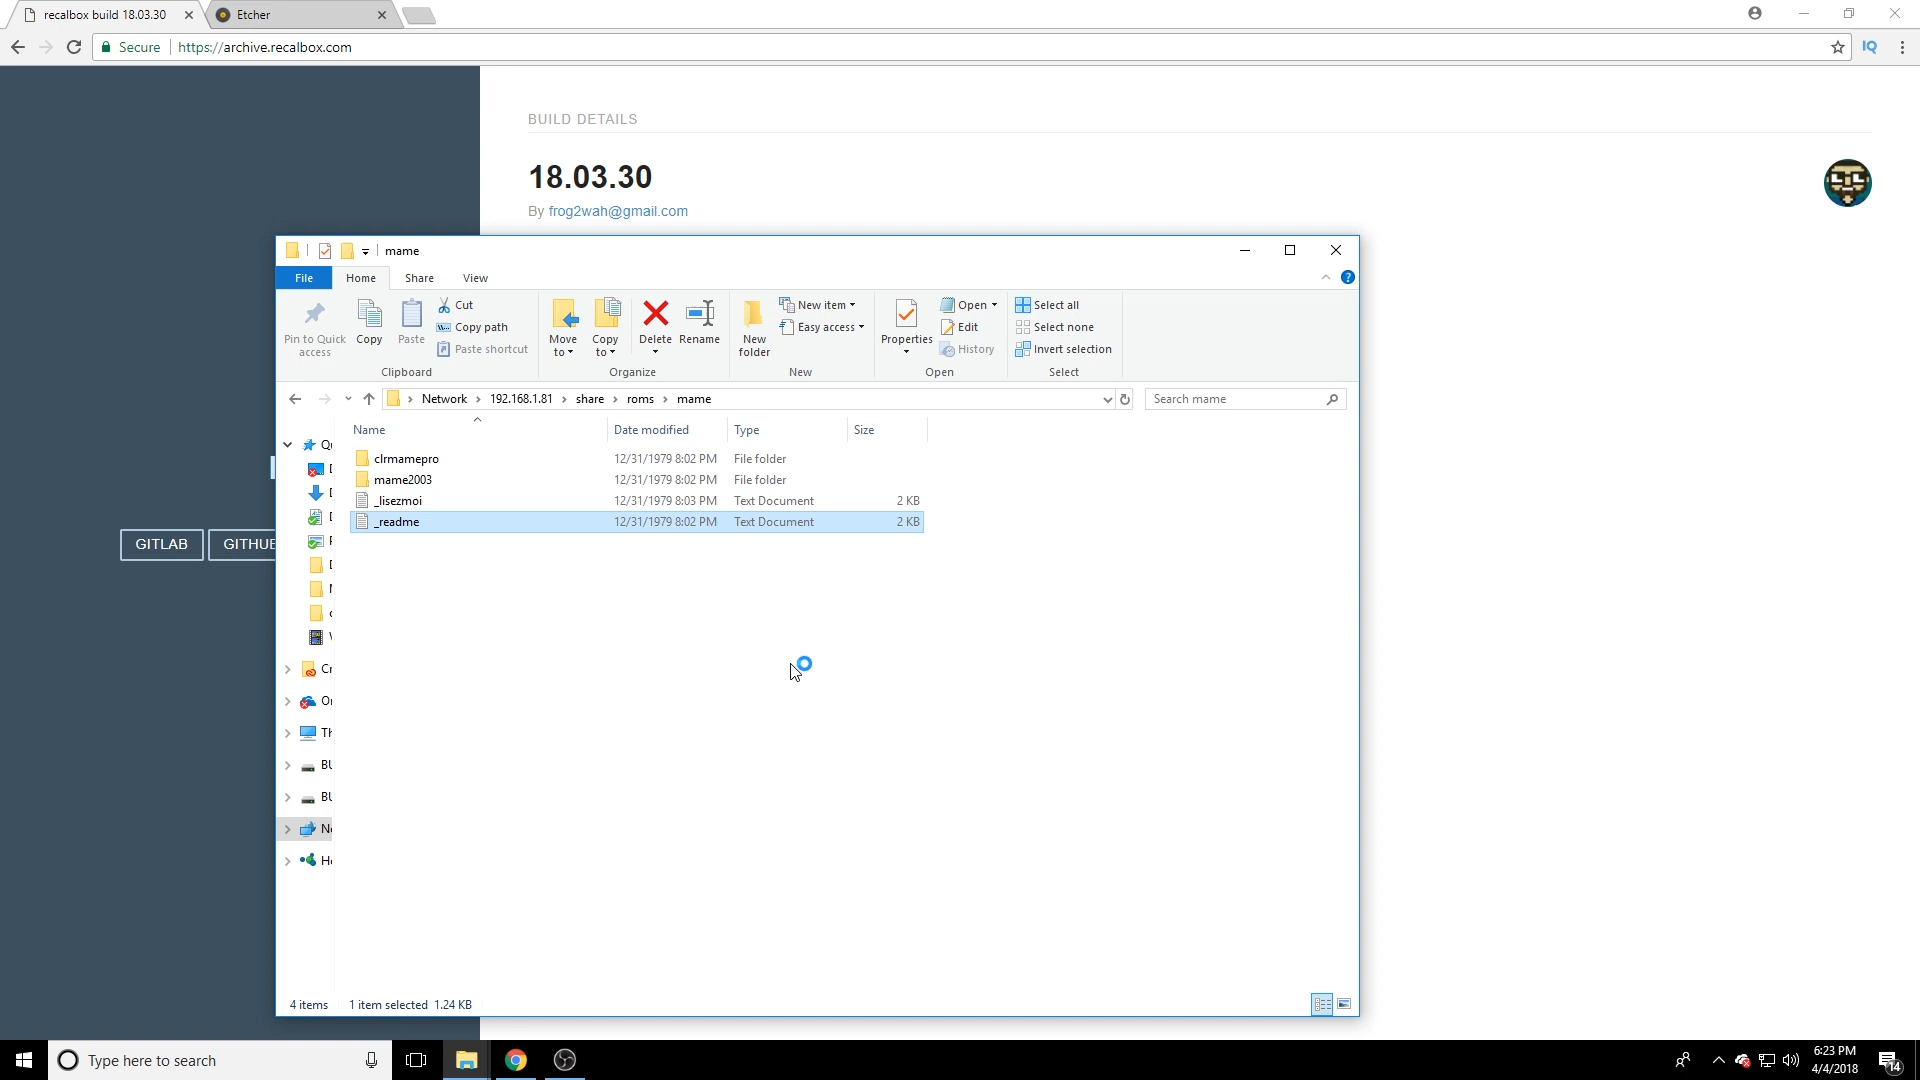 recalbox build 18.03.30
Etcher
Secure https://archive.recalbox.com
IQ
BUILD DETAILS
18.03.30
By frog2wah@gmail.com
GITLAB
GITHUB
mame
File Home Share View
Pin to Quick access
Copy
Paste
Cut
Copy path
Paste shortcut
Clipboard
Move to
Copy to
Delete
Rename
Organize
New folder
New item
Easy access
New
Properties
Open
Edit
History
Open
Select all
Select none
Invert selection
Select
Network 192.168.1.81 share roms mame
Search mame
Name Date modified Type Size
clrmamepro 12/31/1979 8:02 PM File folder
mame2003 12/31/1979 8:02 PM File folder
_lisezmoi 12/31/1979 8:03 PM Text Document 2 KB
_readme 12/31/1979 8:02 PM Text Document 2 KB
4 items 1 item selected 1.24 KB
Type here to search
6:23 PM
4/4/2018
14